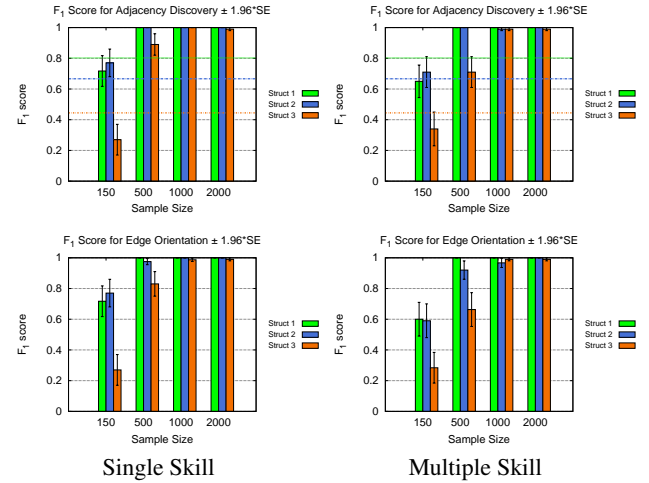 F1 Score for Adjacency Discovery ± 1.96*SE
1
0.8
0.6
0.4
0.2
0
F1 score
150 500 1000 2000
Sample Size
Struct 1
Struct 2
Struct 3
F1 Score for Adjacency Discovery ± 1.96*SE
1
0.8
0.6
0.4
0.2
0
F1 score
150 500 1000 2000
Sample Size
Struct 1
Struct 2
Struct 3
F1 Score for Edge Orientation ± 1.96*SE
1
0.8
0.6
0.4
0.2
0
F1 score
150 500 1000 2000
Sample Size
Struct 1
Struct 2
Struct 3
F1 Score for Edge Orientation ± 1.96*SE
1
0.8
0.6
0.4
0.2
0
F1 score
150 500 1000 2000
Sample Size
Struct 1
Struct 2
Struct 3
Single Skill
Multiple Skill